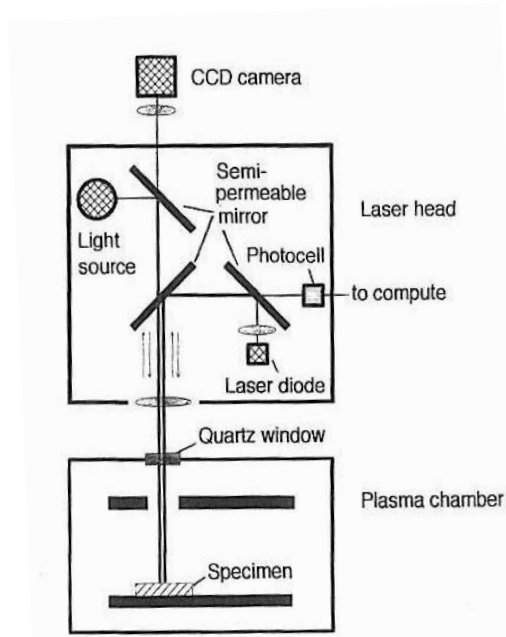 CCD camera
Semi-
permeable
mirror
Laser head
Light
source
Photocell
to compute
Laser diode
Quartz window
Plasma chamber
Specimen